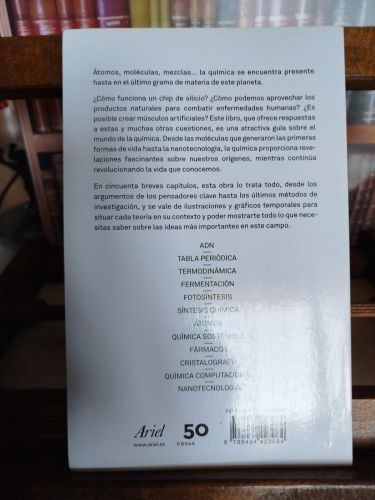 Átomos, moléculas, mezclas... la química se encuentra presente
hasta en el último gramo de materia de este planeta.
¿Cómo funciona un chip de silicio? ¿Cómo podemos aprovechar los
productos naturales para combatir enfermedades humanas? ¿Es
posible crear músculos artificiales? Este libro, que ofrece respuestas
a estas y muchas otras cuestiones, es una atractiva guía sobre el
mundo de la química. Desde las moléculas que generaron las primeras
formas de vida hasta la nanotecnología, la química proporciona reve-
laciones fascinantes sobre nuestros orígenes, mientras continúa
revolucionando la vida que conocemos.
En cincuenta breves capítulos, esta obra lo trata todo, desde los
argumentos de los pensadores clave hasta los últimos métodos de
investigación, y se vale de ilustraciones y gráficos temporales para
situar cada teoría en su contexto y poder mostrarte todo lo que nece-
sitas saber sobre las ideas más importantes en este campo.
ADN
TABLA PERIÓDICA
TERMODINÁMICA
FERMENTACIÓN
FOTOSÍNTESIS
SÍNTESIS QUÍMICA
ÁTOMOS
QUÍMICA SOSTENIBLE
FÁRMACOS
CRISTALOGRAFÍA
QUÍMICA COMPUTACIONAL
NANOTECNOLOGÍA
Ariel
www.ariel.es
50
COSAS
9 788434 423084